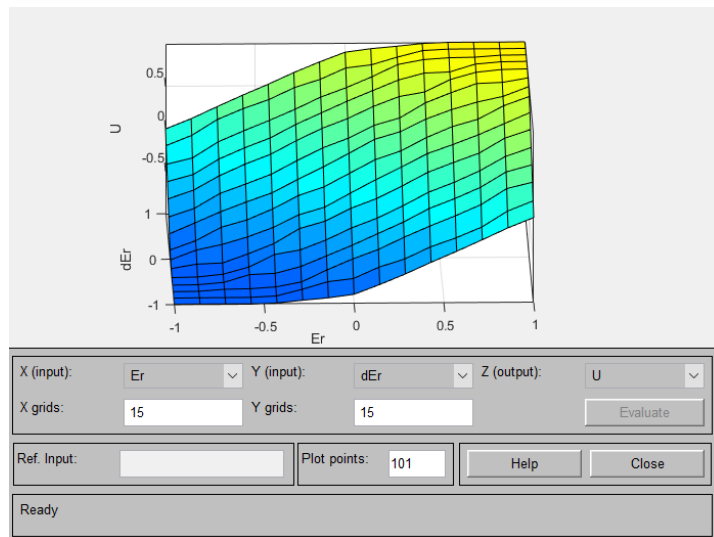 0.5
0
-0.5
U
1
0
-1
dEr
-1
-0.5
0
0.5
1
Er
X (input):
Er
Y (input):
dEr
Z (output):
U
X grids:
15
Y grids:
15
Evaluate
Ref. Input:
Plot points:
101
Help
Close
Ready